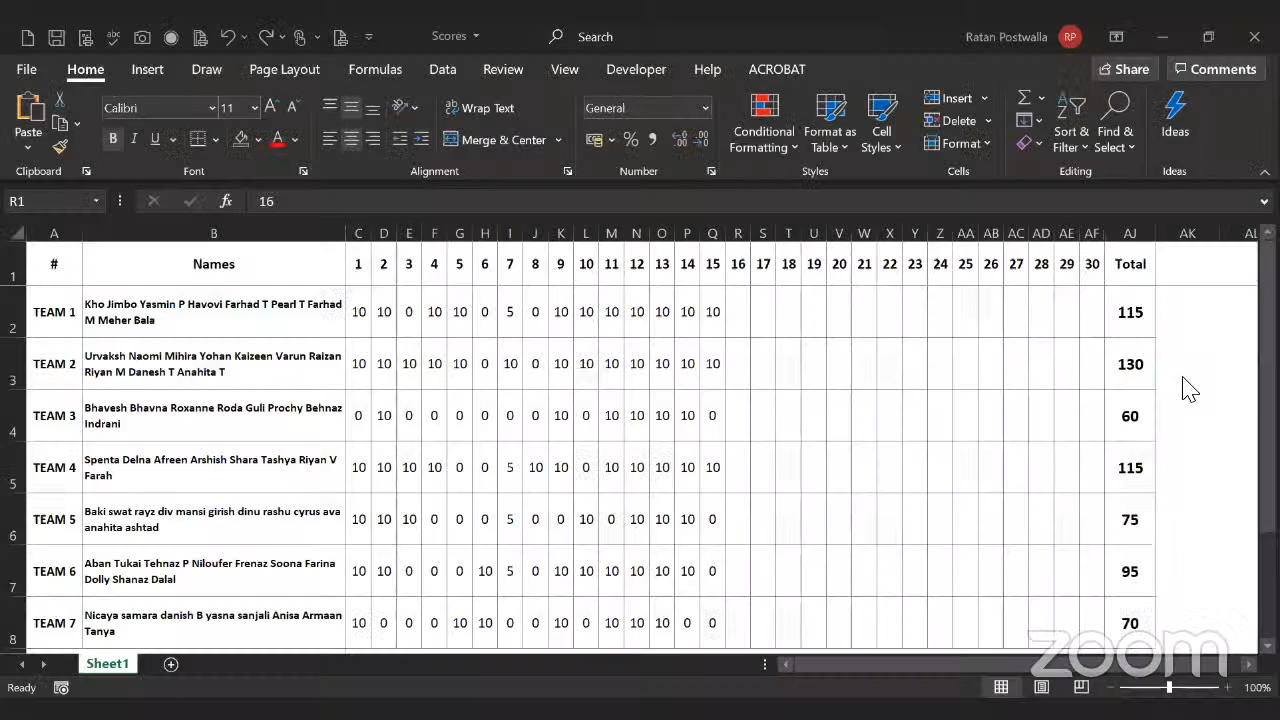 Scores
Search
Ratan Postwalla
RP
File Home Insert Draw Page Layout Formulas Data Review View Developer Help ACROBAT
Share
Comments
Paste
Calibri
11
B I U
Wrap Text
Merge & Center
General
Conditional
Formatting
Format as
Table
Cell
Styles
Insert
Delete
Format
Sort &
Filter
Find &
Select
Ideas
Clipboard Font Alignment Number Styles Cells Editing Ideas
R1
fx
16
A B C D E F G H I J K L M N O P Q R S T U V W X Y Z AA AB AC AD AE AF AJ AK AL
1 # Names 1 2 3 4 5 6 7 8 9 10 11 12 13 14 15 16 17 18 19 20 21 22 23 24 25 26 27 28 29 30 Total
2 TEAM 1 Kho Jimbo Yasmin P Havovi Farhad T Pearl T Farhad
M Meher Bala
10 10 0 10 10 0 5 0 10 10 10 10 10 10 10 115
3 TEAM 2 Urvaksh Naomi Mihira Yohan Kaizeen Varun Raizan
Riyan M Danesh T Anahita T
10 10 10 10 10 0 10 0 10 10 10 10 10 10 10 130
4 TEAM 3 Bhavesh Bhavna Roxanne Roda Guli Prochy Behnaz
Indrani
0 10 0 0 0 0 0 0 10 0 10 10 10 10 0 60
5 TEAM 4 Spenta Delna Afreen Arshish Shara Tashya Riyan V
Farah
10 10 10 10 0 0 5 10 10 0 10 10 10 10 10 115
6 TEAM 5 Baki swat rayz div mansi girish dinu rashu cyrus ava
anahita ashtad
10 10 10 0 0 0 5 0 0 10 0 10 10 10 0 75
7 TEAM 6 Aban Tukai Tehnaz P Niloufer Frenaz Soona Farina
Dolly Shanaz Dalal
10 10 0 0 0 10 5 0 10 10 10 10 10 10 0 95
8 TEAM 7 Nicaya samara danish B yasna sanjali Anisa Armaan
Tanya
10 0 0 0 10 10 0 0 10 0 10 10 10 0 0 70
zoom
Sheet1
Ready
100%